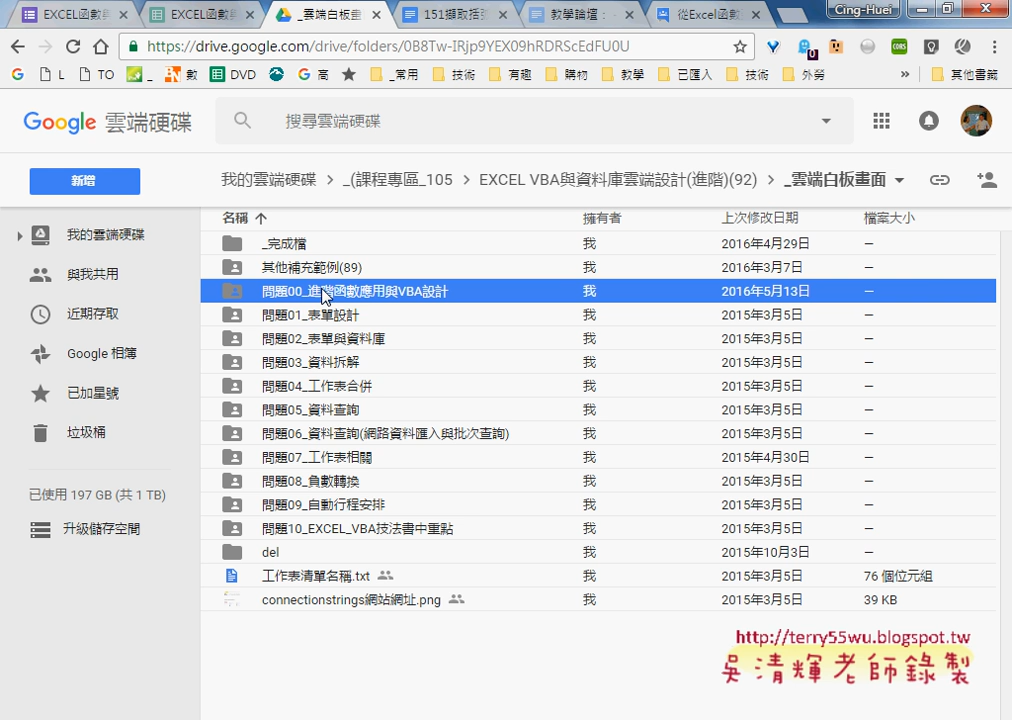 EXCEL函數 EXCEL函數 _雲端白板畫面 151擷取括弧 教學論壇： 從Excel函數 Cing-Huei
https://drive.google.com/drive/folders/0B8Tw-IRjp9YEX09hRDRScEdFU0U
L TO _ 數 DVD 高 _常用 技術 有趣 購物 教學 已匯入 技術 外勞 » 其他書籤
Google 雲端硬碟 搜尋雲端硬碟
新增 我的雲端硬碟 > _(課程專區_105 > EXCEL VBA與資料庫雲端設計(進階)(92) > _雲端白板畫面
名稱 擁有者 上次修改日期 檔案大小
我的雲端硬碟
與我共用
近期存取
Google 相簿
已加星號
垃圾桶
已使用 197 GB (共 1 TB)
升級儲存空間
_完成檔 我 2016年4月29日 –
其他補充範例(89) 我 2016年3月7日 –
問題00_進階函數應用與VBA設計 我 2016年5月13日 –
問題01_表單設計 我 2015年3月5日 –
問題02_表單與資料庫 我 2015年3月5日 –
問題03_資料拆解 我 2015年3月5日 –
問題04_工作表合併 我 2015年3月5日 –
問題05_資料查詢 我 2015年3月5日 –
問題06_資料查詢(網路資料匯入與批次查詢) 我 2015年3月5日 –
問題07_工作表相關 我 2015年4月30日 –
問題08_負數轉換 我 2015年3月5日 –
問題09_自動行程安排 我 2015年3月5日 –
問題10_EXCEL_VBA技法書中重點 我 2015年3月5日 –
del 我 2015年10月3日 –
工作表清單名稱.txt 我 2015年3月5日 76 個位元組
connectionstrings網站網址.png 我 2015年3月5日 39 KB
http://terry55wu.blogspot.tw
吳清輝老師錄製